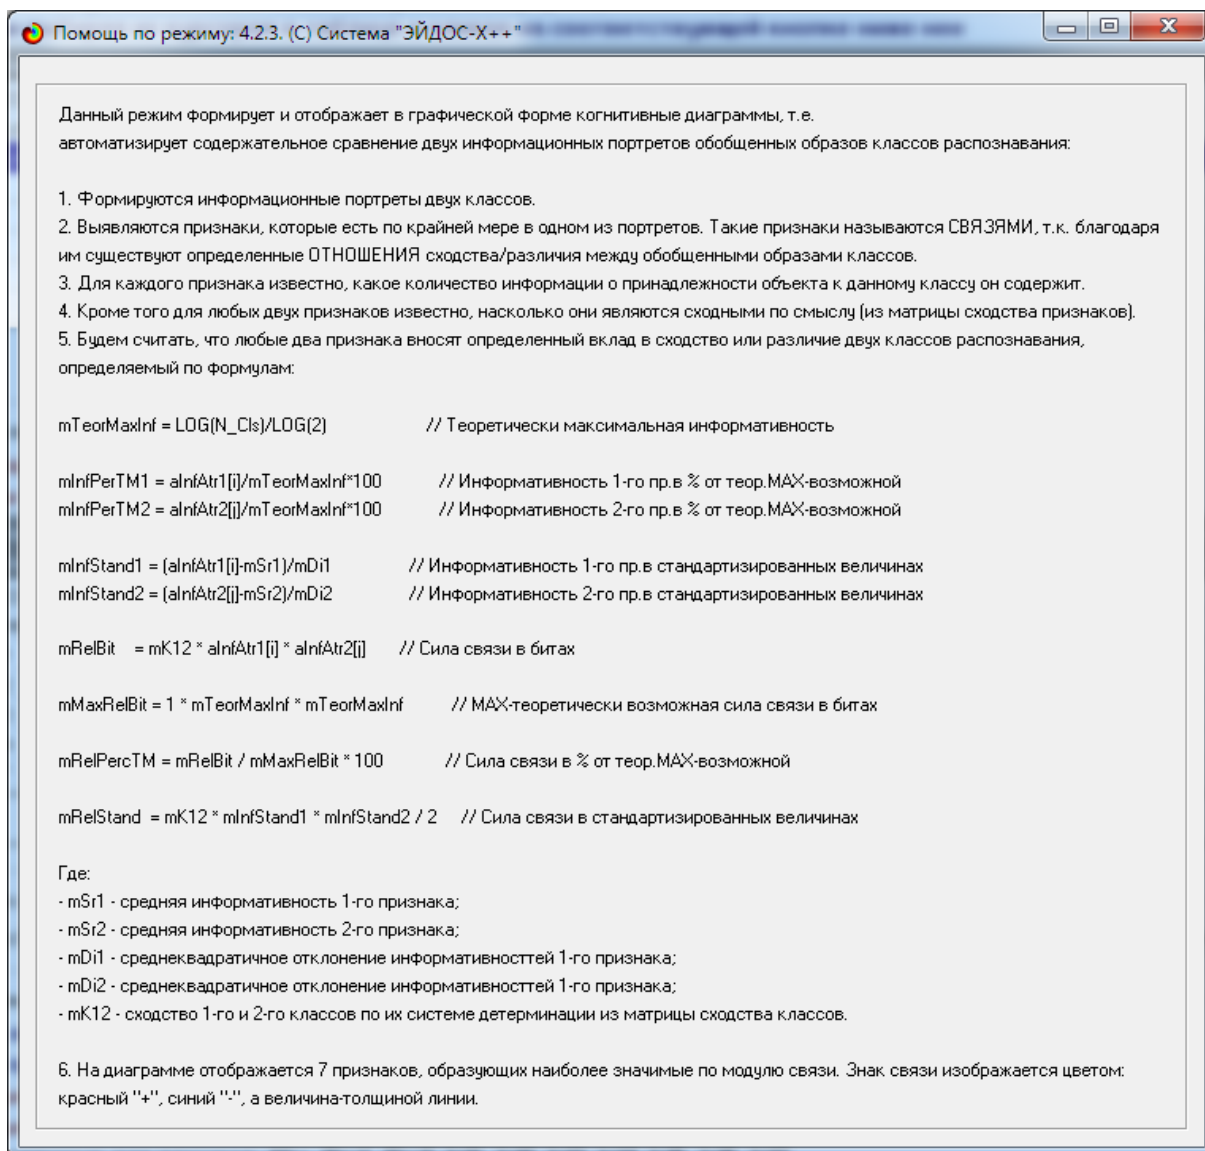 Помощь по режиму: 4.2.3. (C) Система "ЭЙДОС-X++"
Данный режим формирует и отображает в графической форме когнитивные диаграммы, т.е.
автоматизирует содержательное сравнение двух информационных портретов обобщенных образов классов распознавания:
1. Формируются информационные портреты двух классов.
2. Выявляются признаки, которые есть по крайней мере в одном из портретов. Такие признаки называются СВЯЗЯМИ, т.к. благодаря
им существуют определенные ОТНОШЕНИЯ сходства/различия между обобщенными образами классов.
3. Для каждого признака известно, какое количество информации о принадлежности объекта к данному классу он содержит.
4. Кроме того для любых двух признаков известно, насколько они являются сходными по смыслу (из матрицы сходства признаков).
5. Будем считать, что любые два признака вносят определенный вклад в сходство или различие двух классов распознавания,
определяемый по формулам:
mTeorMaxInf = LOG(N_Cls)/LOG(2) // Теоретически максимальная информативность
mInfPerTM1 = aInfAtr1[i]/mTeorMaxInf*100 // Информативность 1-го пр.в % от теор.MAX-возможной
mInfPerTM2 = aInfAtr2[j]/mTeorMaxInf*100 // Информативность 2-го пр.в % от теор.MAX-возможной
mInfStand1 = (aInfAtr1[i]-mSr1)/mDi1 // Информативность 1-го пр.в стандартизированных величинах
mInfStand2 = (aInfAtr2[j]-mSr2)/mDi2 // Информативность 2-го пр.в стандартизированных величинах
mRelBit = mK12 * aInfAtr1[i] * aInfAtr2[j] // Сила связи в битах
mMaxRelBit = 1 * mTeorMaxInf * mTeorMaxInf // MAX-теоретически возможная сила связи в битах
mRelPercTM = mRelBit / mMaxRelBit * 100 // Сила связи в % от теор.MAX-возможной
mRelStand = mK12 * mInfStand1 * mInfStand2 / 2 // Сила связи в стандартизированных величинах
Где:
- mSr1 - средняя информативность 1-го признака;
- mSr2 - средняя информативность 2-го признака;
- mDi1 - среднеквадратичное отклонение информативносттей 1-го признака;
- mDi2 - среднеквадратичное отклонение информативносттей 1-го признака;
- mK12 - сходство 1-го и 2-го классов по их системе детерминации из матрицы сходства классов.
6. На диаграмме отображается 7 признаков, образующих наиболее значимые по модулю связи. Знак связи изображается цветом:
красный "+", синий "-", а величина-толщиной линии.